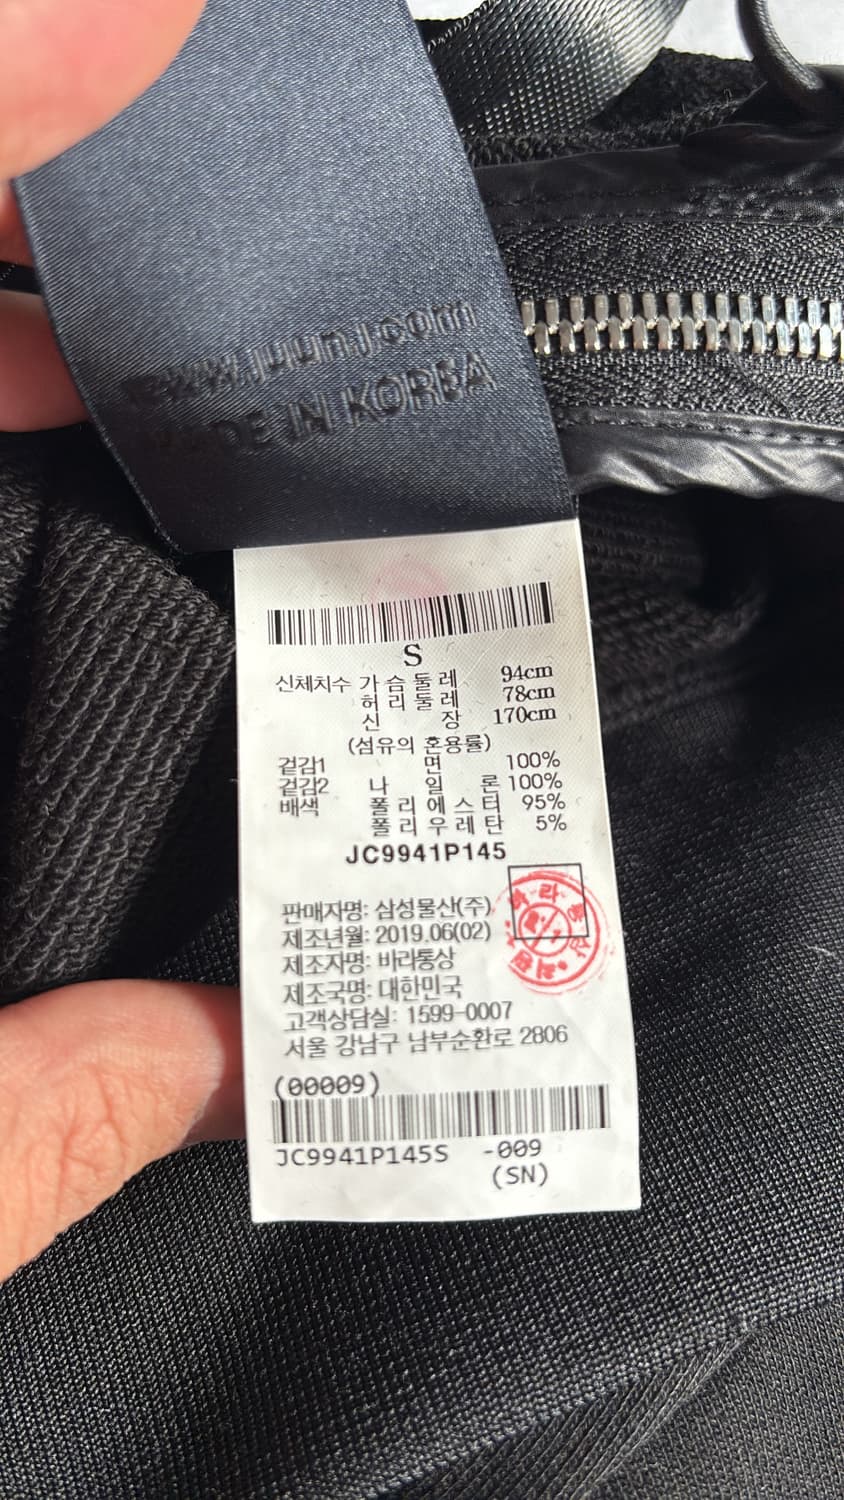 www.juunj.com
MADE IN KOREA
S
신체치수 가슴둘레 94cm
허리둘레 78cm
신장 170cm
(섬유의 혼용률)
겉감1 면 100%
겉감2 나일론 100%
배색 폴리에스터 95%
폴리우레탄 5%
JC9941P145
판매자명: 삼성물산(주)
제조년월: 2019.06(02)
제조자명: 바라통상
제조국명: 대한민국
고객상담실: 1599-0007
서울 강남구 남부순환로 2806
(00009)
JC9941P145S -009
(SN)